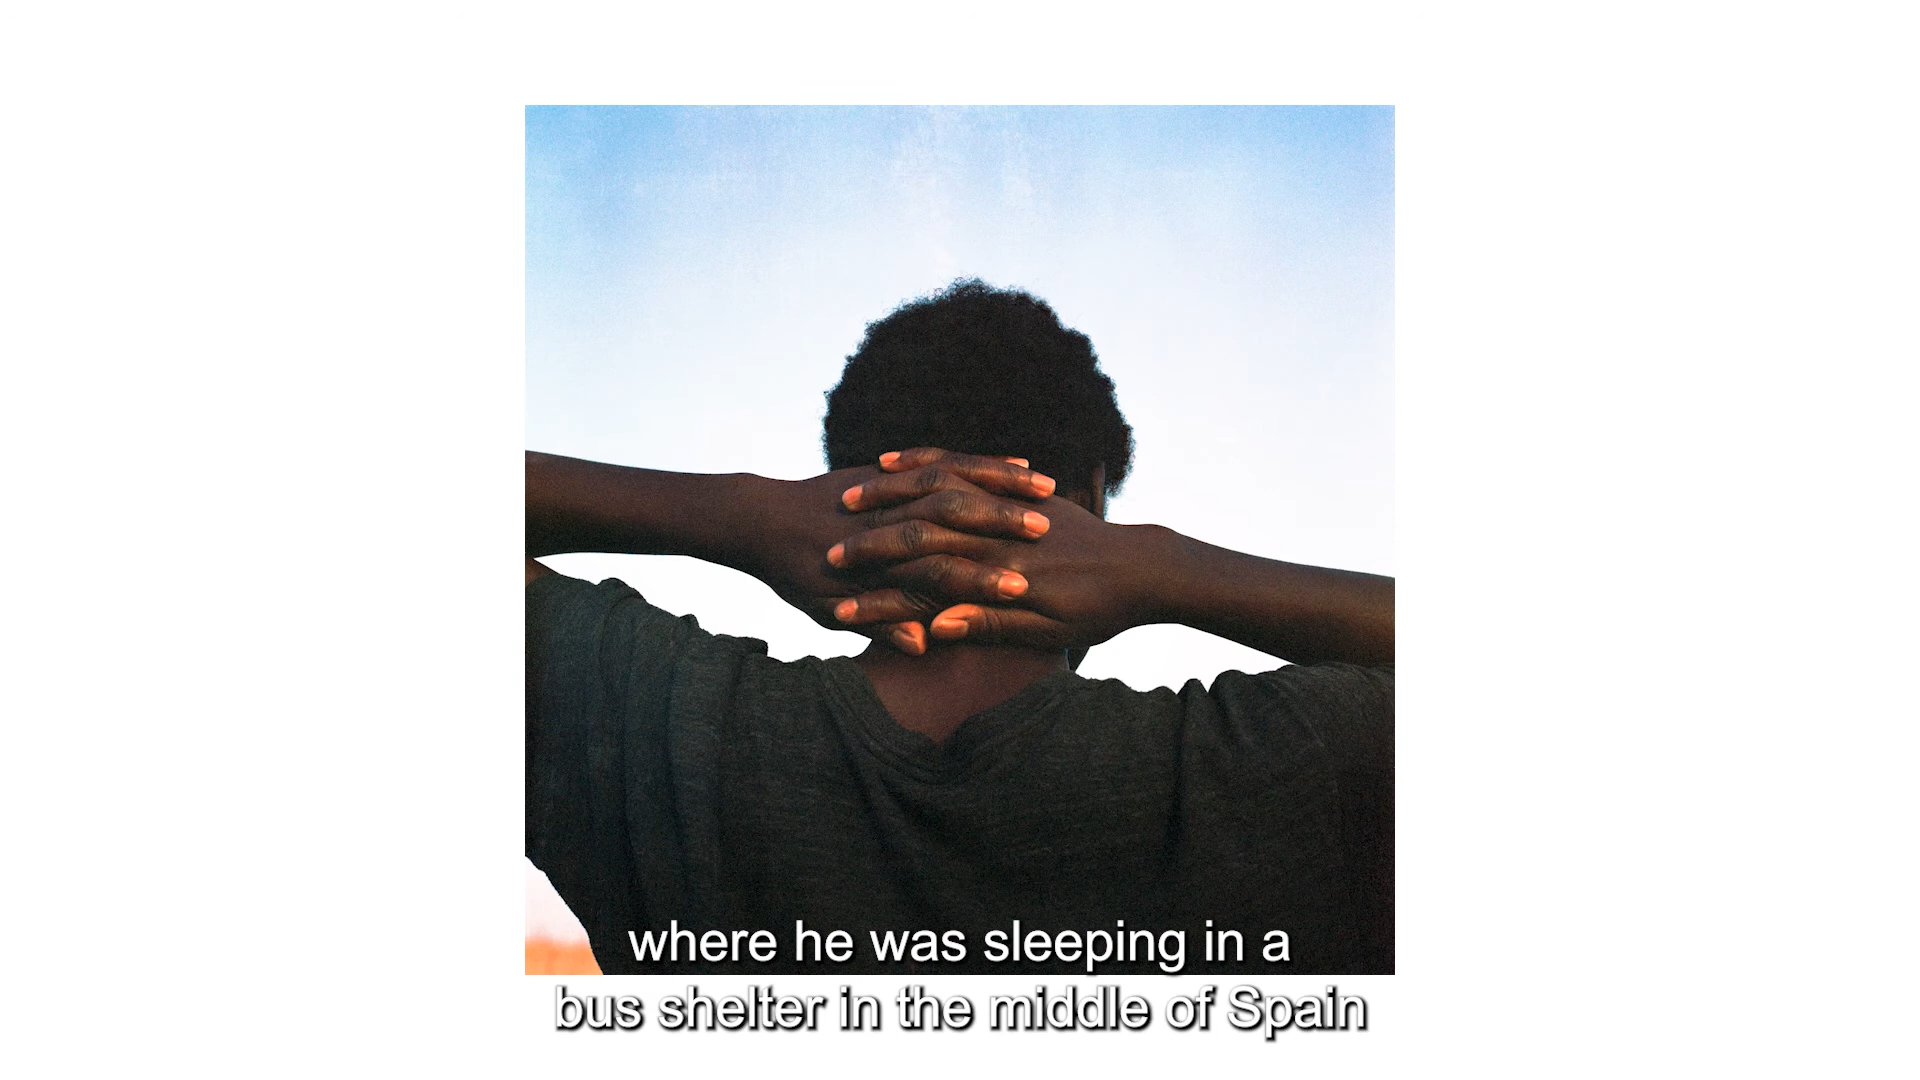 where he was sleeping in a
bus shelter in the middle of Spain